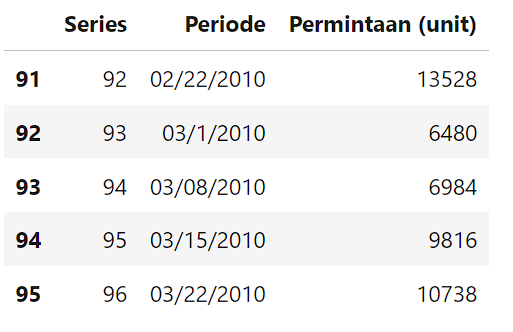 Series Periode Permintaan (unit)
91 92 02/22/2010 13528
92 93 03/1/2010 6480
93 94 03/08/2010 6984
94 95 03/15/2010 9816
95 96 03/22/2010 10738